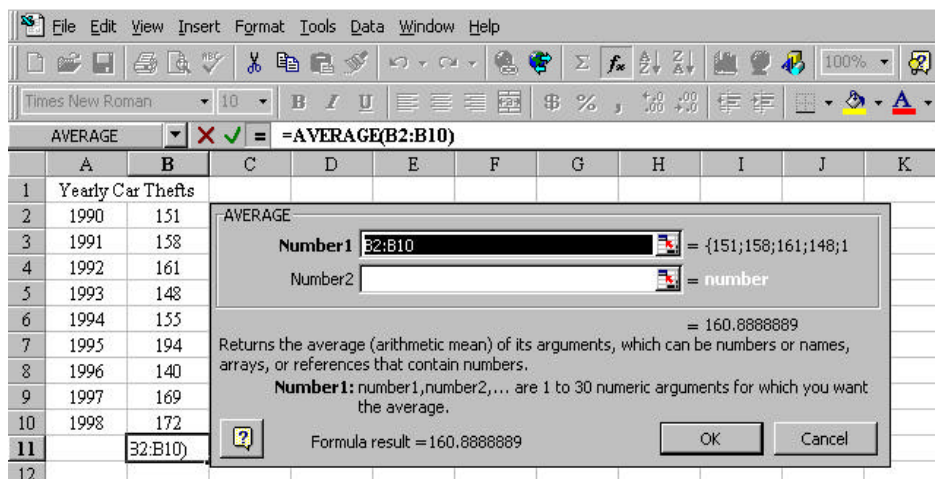 File Edit View Insert Format Tools Data Window Help
ABC Σ fx A Z Z A 100% ?
Times New Roman 10 B I U $ % , A
AVERAGE = =AVERAGE(B2:B10)
A B C D E F G H I J K
1 Yearly Car Thefts
2 1990 151
3 1991 158
4 1992 161
5 1993 148
6 1994 155
7 1995 194
8 1996 140
9 1997 169
10 1998 172
11 B2:B10)
12
AVERAGE
Number1 B2:B10 = {151;158;161;148;1
Number2 = number
= 160.8888889
Returns the average (arithmetic mean) of its arguments, which can be numbers or names,
arrays, or references that contain numbers.
Number1: number1,number2,... are 1 to 30 numeric arguments for which you want
the average.
? Formula result =160.8888889 OK Cancel